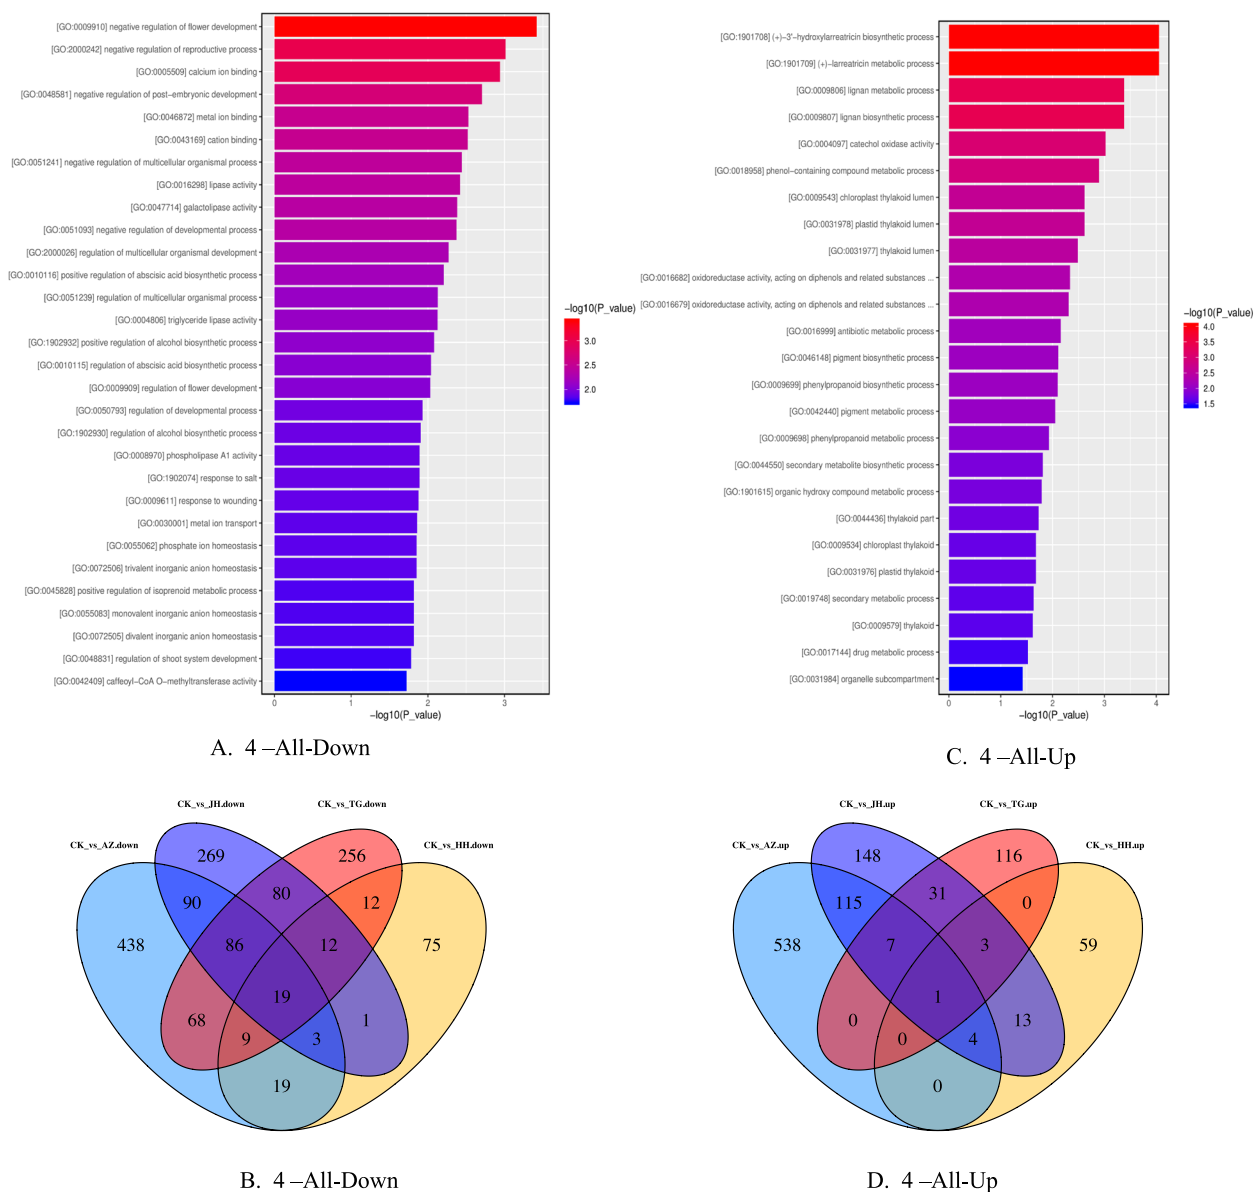 [GO:0009910] negative regulation of flower development
[GO:2000242] negative regulation of reproductive process
[GO:0005509] calcium ion binding
[GO:0048581] negative regulation of post−embryonic development
[GO:0046872] metal ion binding
[GO:0043169] cation binding
[GO:0051241] negative regulation of multicellular organismal process
[GO:0016298] lipase activity
[GO:0047714] galactolipase activity
[GO:0051093] negative regulation of developmental process
[GO:2000026] regulation of multicellular organismal development
[GO:0010116] positive regulation of abscisic acid biosynthetic process
[GO:0051239] regulation of multicellular organismal process
[GO:0004806] triglyceride lipase activity
[GO:1902932] positive regulation of alcohol biosynthetic process
[GO:0010115] regulation of abscisic acid biosynthetic process
[GO:0009909] regulation of flower development
[GO:0050793] regulation of developmental process
[GO:1902930] regulation of alcohol biosynthetic process
[GO:0008970] phospholipase A1 activity
[GO:1902074] response to salt
[GO:0009611] response to wounding
[GO:0030001] metal ion transport
[GO:0055062] phosphate ion homeostasis
[GO:0072506] trivalent inorganic anion homeostasis
[GO:0045828] positive regulation of isoprenoid metabolic process
[GO:0055083] monovalent inorganic anion homeostasis
[GO:0072505] divalent inorganic anion homeostasis
[GO:0048831] regulation of shoot system development
[GO:0042409] caffeoyl−CoA O−methyltransferase activity
0 1 2 3
−log10(P_value)
−log10(P_value)
3.0
2.5
2.0
A. 4 –All-Down
[GO:1901708] (+)−3'−hydroxylarreatricin biosynthetic process
[GO:1901709] (+)−larreatricin metabolic process
[GO:0009806] lignan metabolic process
[GO:0009807] lignan biosynthetic process
[GO:0004097] catechol oxidase activity
[GO:0018958] phenol−containing compound metabolic process
[GO:0009543] chloroplast thylakoid lumen
[GO:0031978] plastid thylakoid lumen
[GO:0031977] thylakoid lumen
[GO:0016682] oxidoreductase activity, acting on diphenols and related substances ...
[GO:0016679] oxidoreductase activity, acting on diphenols and related substances ...
[GO:0016999] antibiotic metabolic process
[GO:0046148] pigment biosynthetic process
[GO:0009699] phenylpropanoid biosynthetic process
[GO:0042440] pigment metabolic process
[GO:0009698] phenylpropanoid metabolic process
[GO:0044550] secondary metabolite biosynthetic process
[GO:1901615] organic hydroxy compound metabolic process
[GO:0044436] thylakoid part
[GO:0009534] chloroplast thylakoid
[GO:0031976] plastid thylakoid
[GO:0019748] secondary metabolic process
[GO:0009579] thylakoid
[GO:0017144] drug metabolic process
[GO:0031984] organelle subcompartment
0 1 2 3 4
−log10(P_value)
−log10(P_value)
4.0
3.5
3.0
2.5
2.0
1.5
C. 4 –All-Up
CK_vs_JH.down CK_vs_TG.down
CK_vs_AZ.down CK_vs_HH.down
269 256
80
90 12
438 86 12 75
19
68 1
9 3
19
B. 4 –All-Down
CK_vs_JH.up CK_vs_TG.up
CK_vs_AZ.up CK_vs_HH.up
148 116
31
115 0
538 7 3 59
1
0 13
0 4
0
D. 4 –All-Up